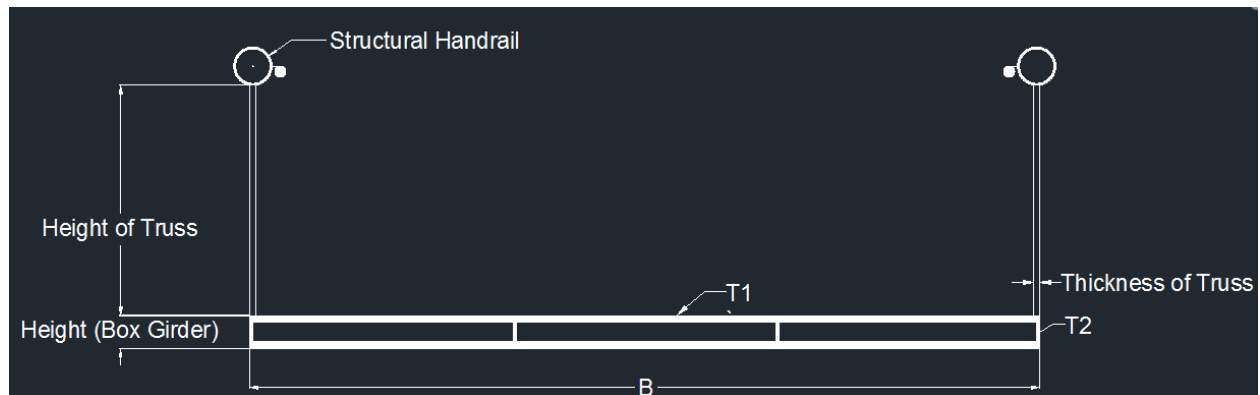 Structural Handrail
Height of Truss
Thickness of Truss
T1
Height (Box Girder)
T2
B